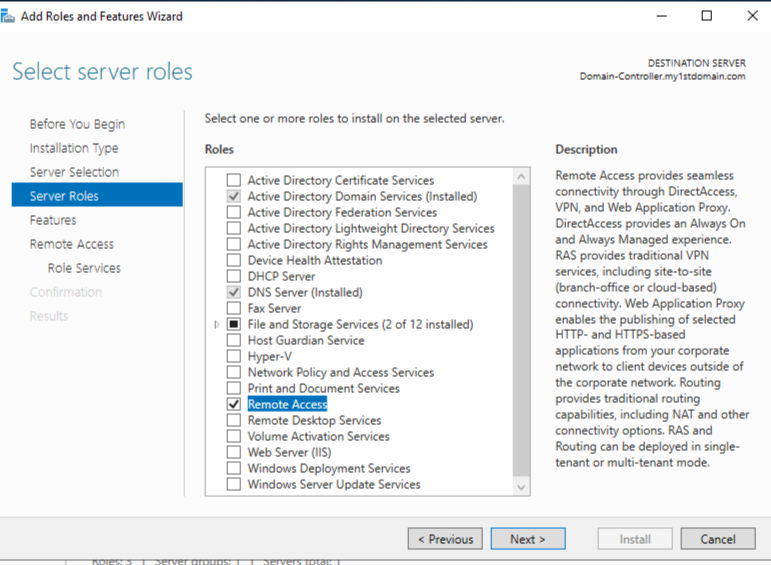 Add Roles and Features Wizard
Select server roles
DESTINATION SERVER
Domain-Controller.my1stdomain.com
Before You Begin
Installation Type
Server Selection
Server Roles
Features
Remote Access
Role Services
Confirmation
Results
Select one or more roles to install on the selected server.
Roles
Active Directory Certificate Services
Active Directory Domain Services (Installed)
Active Directory Federation Services
Active Directory Lightweight Directory Services
Active Directory Rights Management Services
Device Health Attestation
DHCP Server
DNS Server (Installed)
Fax Server
File and Storage Services (2 of 12 installed)
Host Guardian Service
Hyper-V
Network Policy and Access Services
Print and Document Services
Remote Access
Remote Desktop Services
Volume Activation Services
Web Server (IIS)
Windows Deployment Services
Windows Server Update Services
Description
Remote Access provides seamless
connectivity through DirectAccess,
VPN, and Web Application Proxy.
DirectAccess provides an Always On
and Always Managed experience.
RAS provides traditional VPN
services, including site-to-site
(branch-office or cloud-based)
connectivity. Web Application Proxy
enables the publishing of selected
HTTP- and HTTPS-based
applications from your corporate
network to client devices outside of
the corporate network. Routing
provides traditional routing
capabilities, including NAT and other
connectivity options. RAS and
Routing can be deployed in single-
tenant or multi-tenant mode.
< Previous
Next >
Install
Cancel
Roles: 3 | Server groups: 1 | Servers total: 1